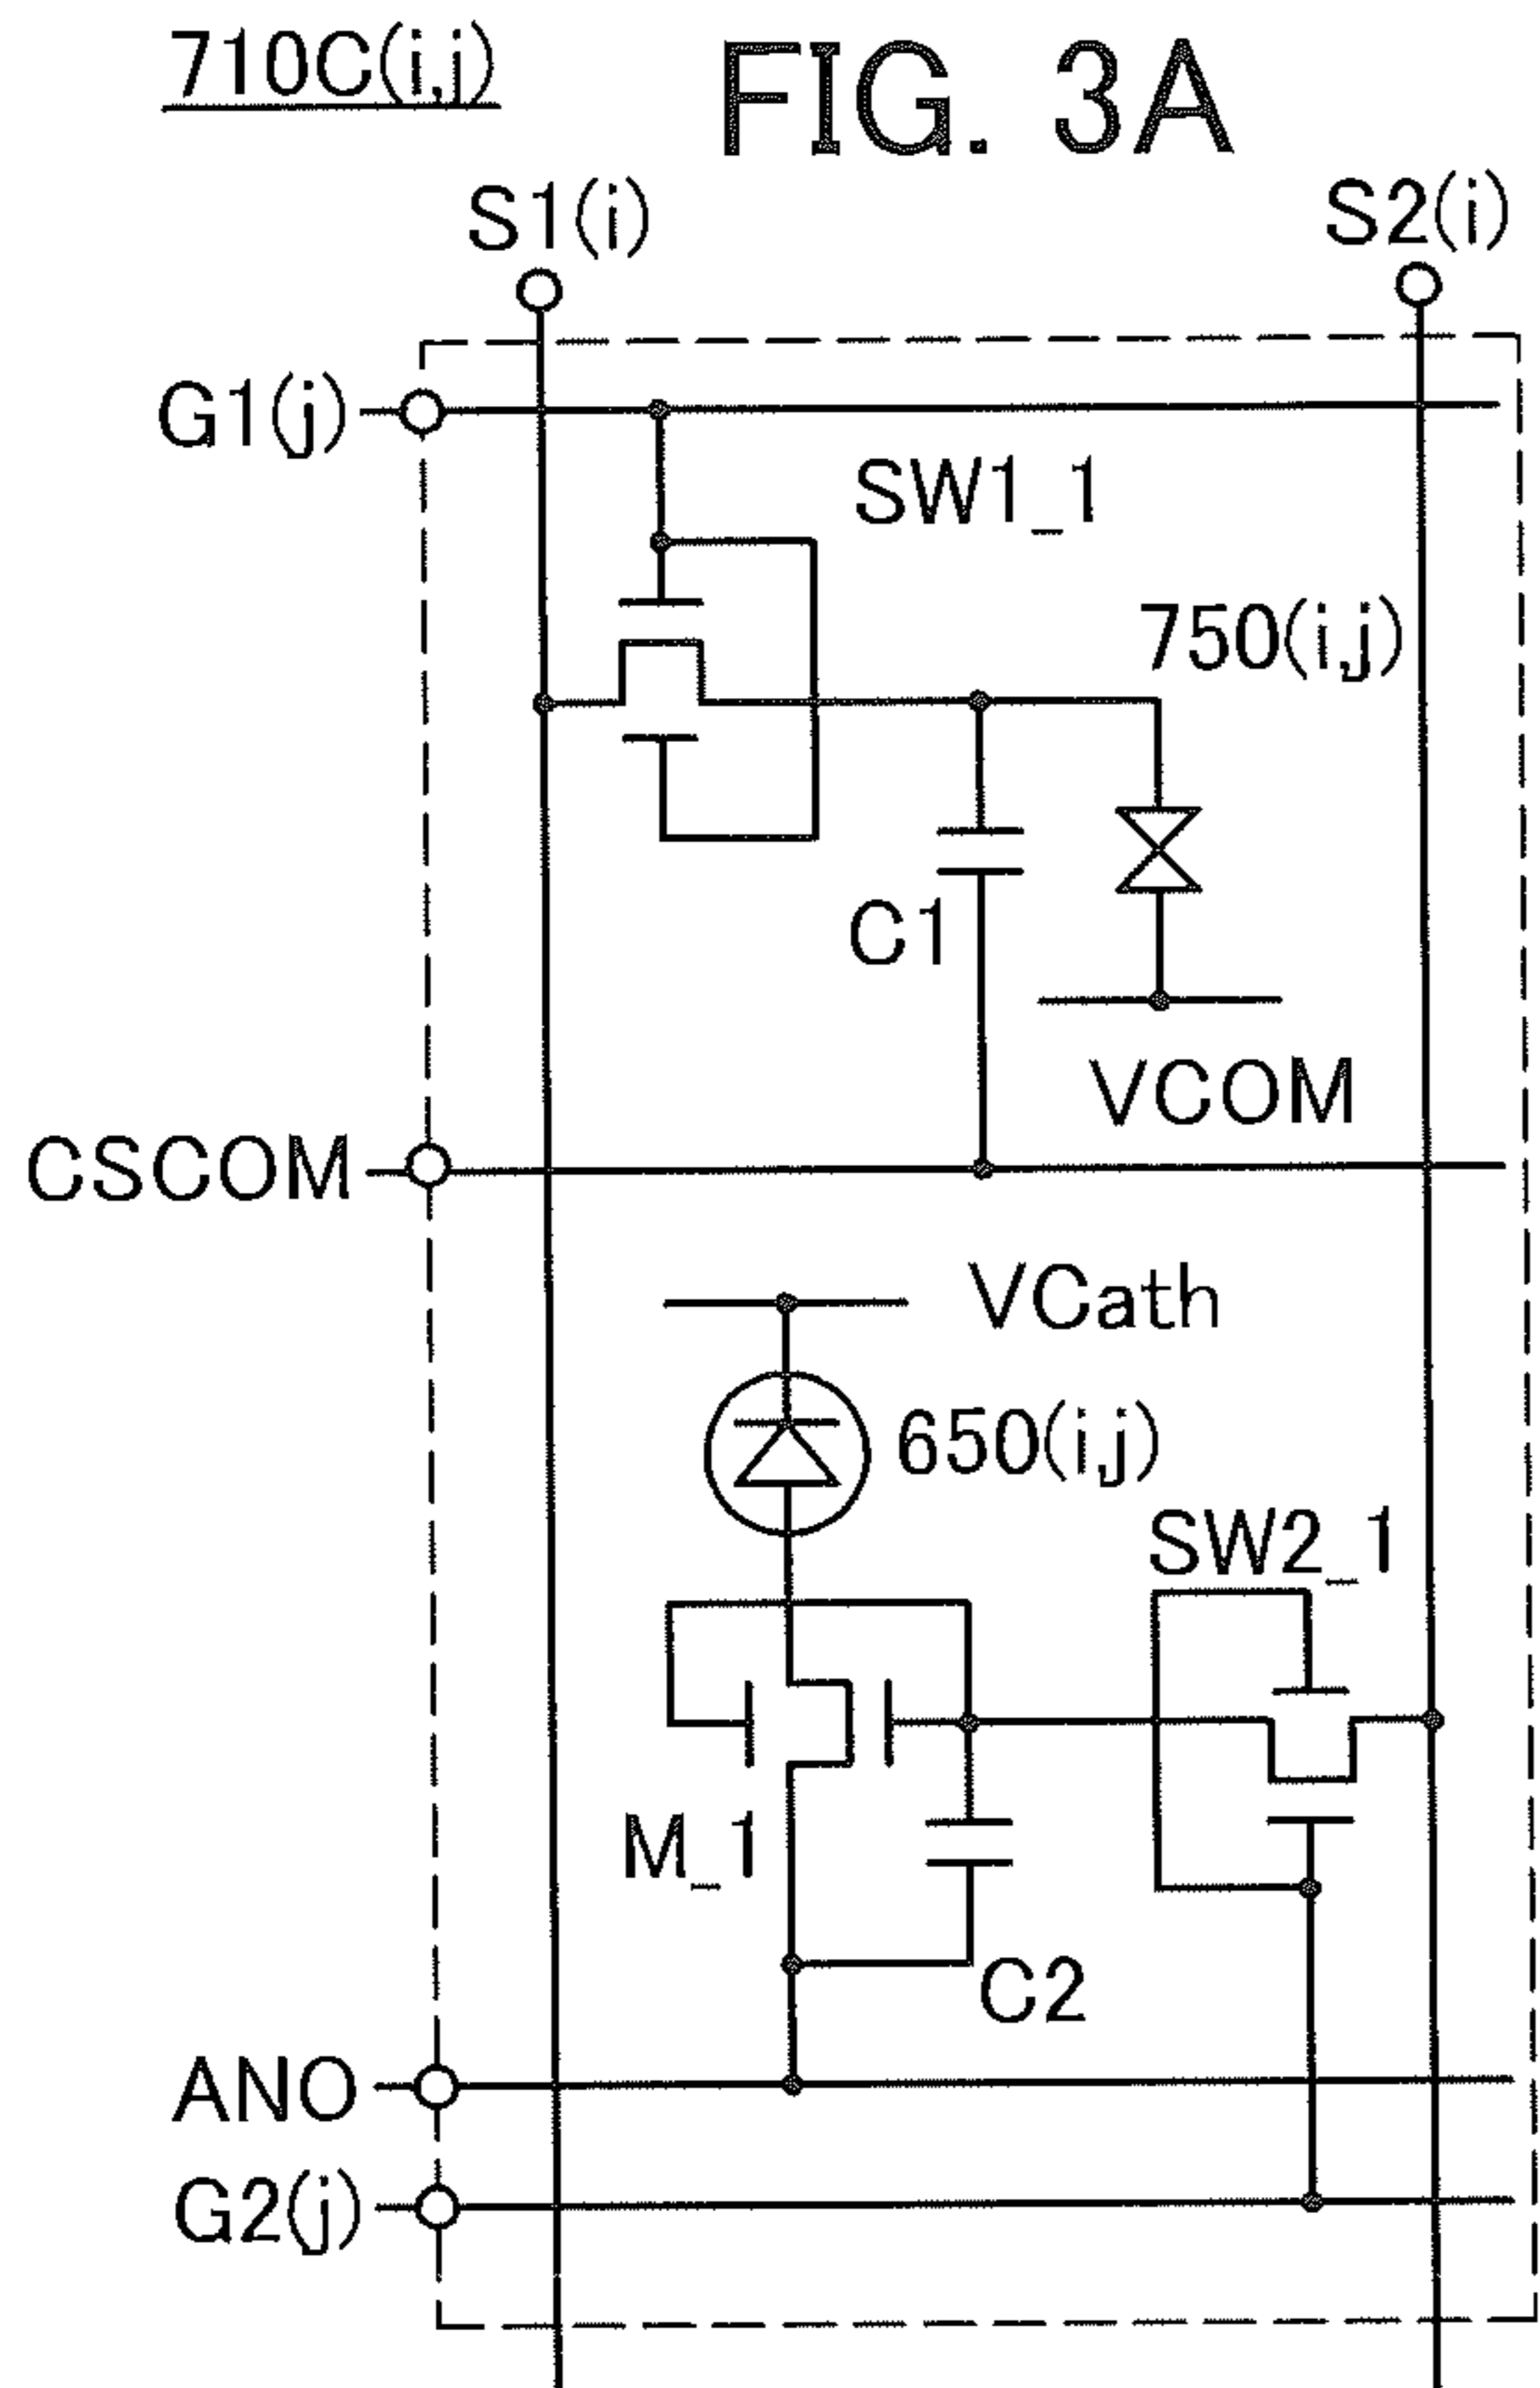 710C(i,j)
FIG. 3A
S1(i)
S2(i)
G1(j)
SW1_1
750(i,j)
C1
VCOM
CSCOM
VCath
650(i,j)
SW2_1
M_1
C2
ANO
G2(j)